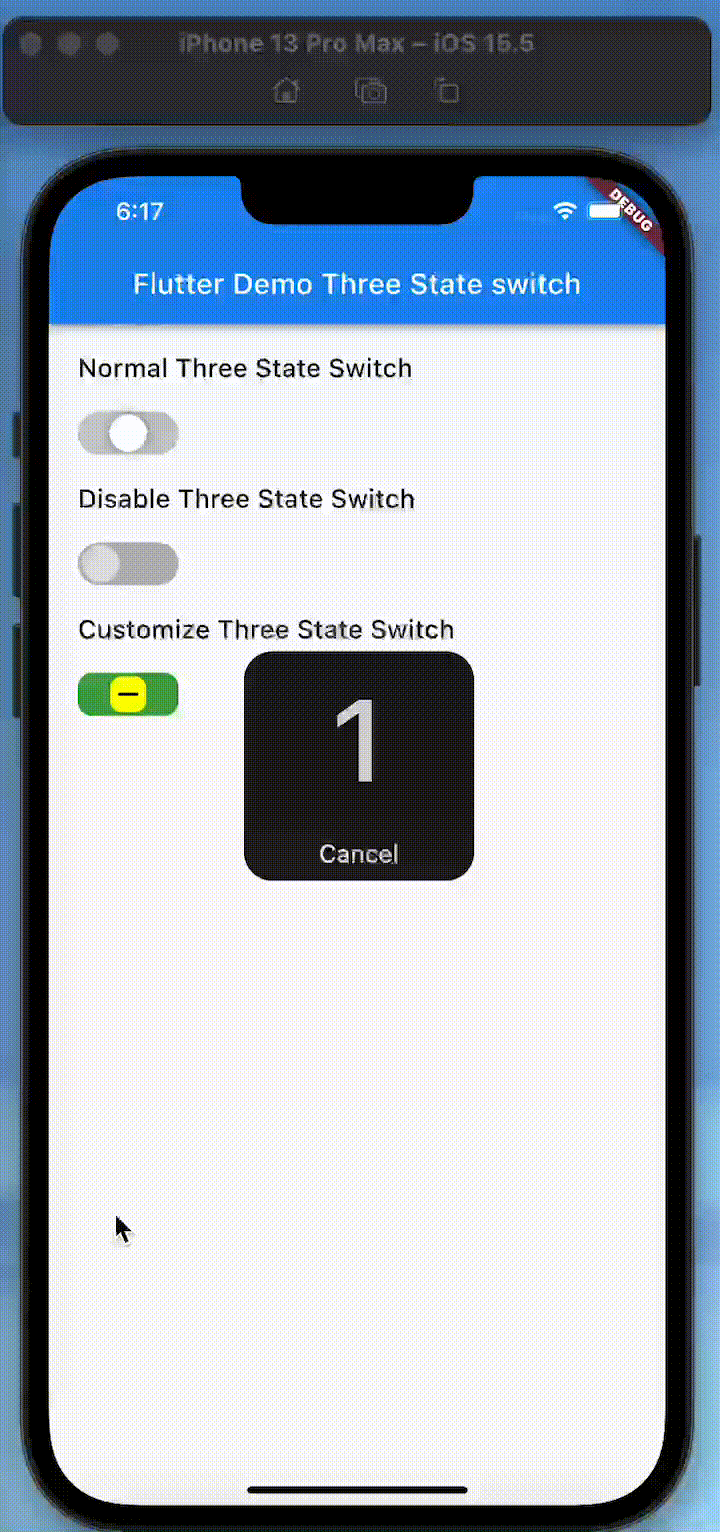 iPhone 13 Pro Max – iOS 15.5
6:17
DEBUG
Flutter Demo Three State switch
Normal Three State Switch
Disable Three State Switch
Customize Three State Switch
1
Cancel